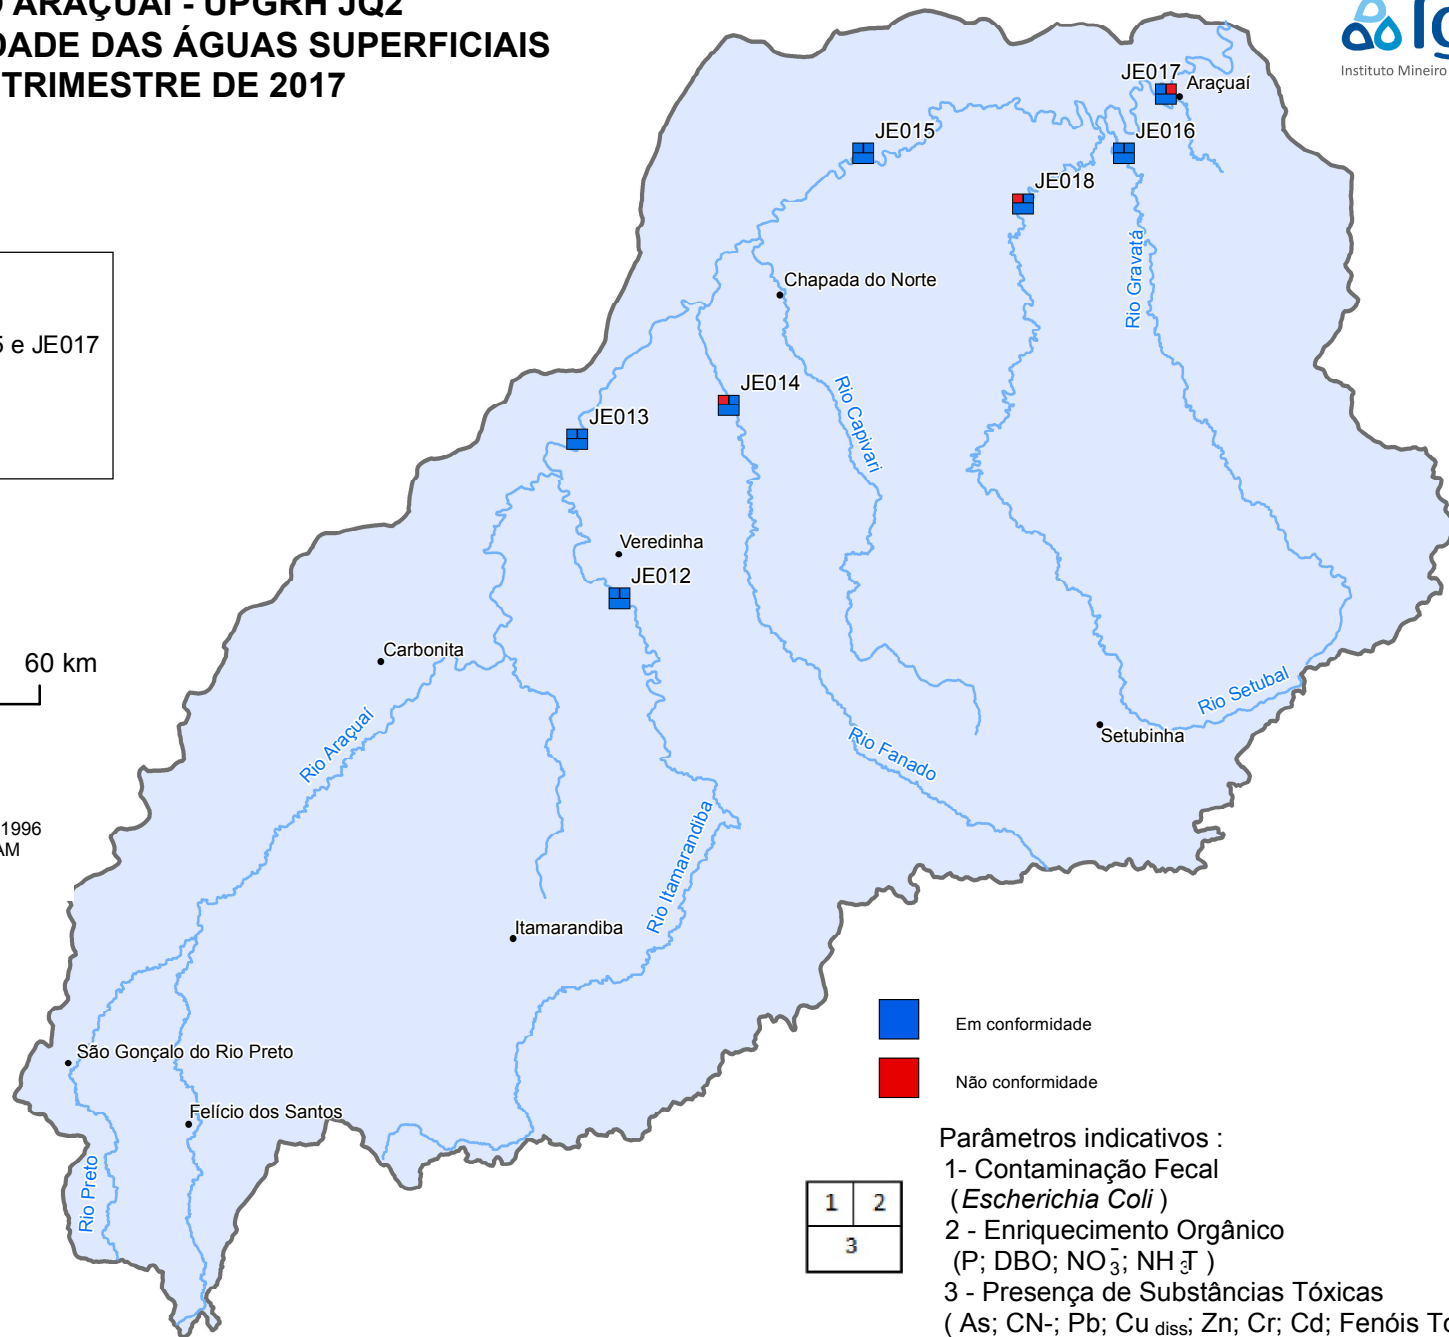 ARAÇUAÍ - UPGRH JQ2
DADE DAS ÁGUAS SUPERFICIAIS
TRIMESTRE DE 2017
Ig
Instituto Mineiro
JE017
Araçuaí
JE015
JE016
JE018
Rio Gravatá
Chapada do Norte
e JE017
JE014
Rio Capivari
JE013
Veredinha
JE012
Carbonita
60 km
Rio Setubal
Rio Araçuaí
Setubinha
Rio Fanado
1996
AM
Rio Itamarandiba
Itamarandiba
Em conformidade
São Gonçalo do Rio Preto
Não conformidade
Felício dos Santos
Rio Preto
Parâmetros indicativos :
1- Contaminação Fecal
(Escherichia Coli )
1 2
3
2 - Enriquecimento Orgânico
(P; DBO; NO3-; NH3T )
3 - Presença de Substâncias Tóxicas
( As; CN-; Pb; Cu diss; Zn; Cr; Cd; Fenóis To